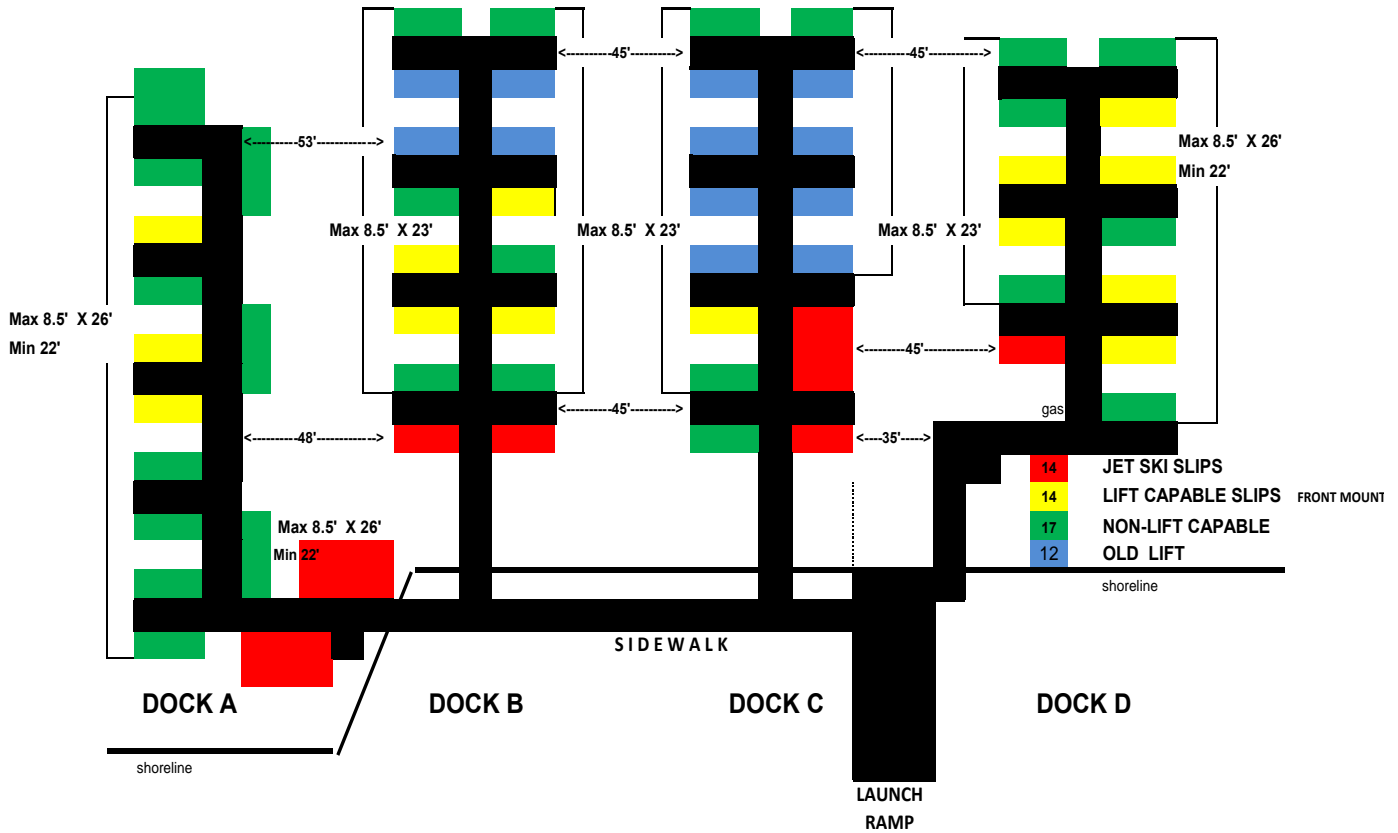 <----------45'---------->
<----------45'----------->
<---------53'----------->
Max 8.5' X 26'
Min 22'
Max 8.5' X 23'
Max 8.5' X 23'
Max 8.5' X 23'
Max 8.5' X 26'
Min 22'
<---------45'----------->
<----------45'---------->
gas
<---------48'----------->
<----35'---->
14 JET SKI SLIPS
14 LIFT CAPABLE SLIPS FRONT MOUNT
17 NON-LIFT CAPABLE
12 OLD LIFT
Max 8.5' X 26'
Min 22'
shoreline
SIDEWALK
DOCK A
DOCK B
DOCK C
DOCK D
shoreline
LAUNCH
RAMP